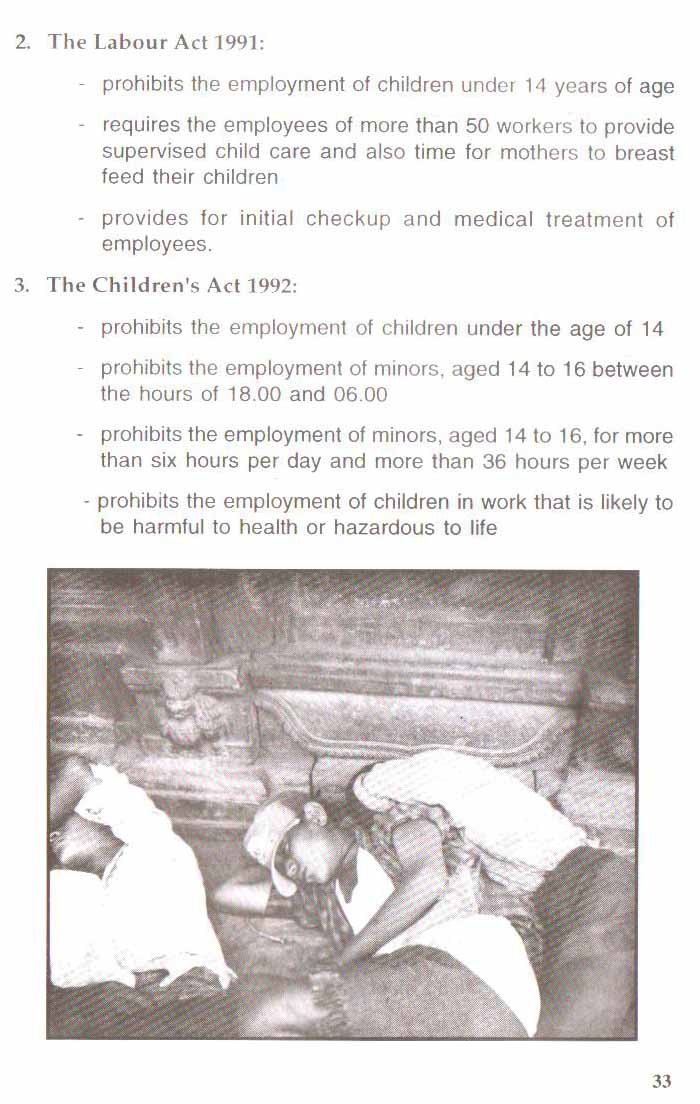 2. The Labour Act 1991:
- prohibits the employment of children under 14 years of age
- requires the employees of more than 50 workers to provide
supervised child care and also time for mothers to breast
feed their children
- provides for initial checkup and medical treatment of
employees.
3. The Children's Act 1992:
- prohibits the employment of children under the age of 14
- prohibits the employment of minors, aged 14 to 16 between
the hours of 18.00 and 06.00
- prohibits the employment of minors, aged 14 to 16, for more
than six hours per day and more than 36 hours per week
- prohibits the employment of children in work that is likely to
be harmful to health or hazardous to life
33